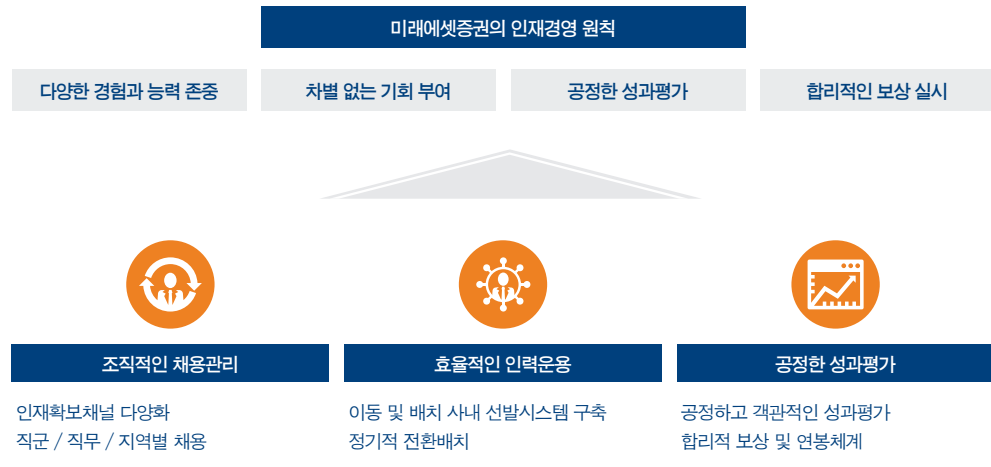 미래에셋증권의 인재경영 원칙
다양한 경험과 능력 존중
차별 없는 기회 부여
공정한 성과평가
합리적인 보상 실시
조직적인 채용관리
효율적인 인력운용
공정한 성과평가
인재확보채널 다양화
직군 / 직무 / 지역별 채용
이동 및 배치 사내 선발시스템 구축
정기적 전환배치
공정하고 객관적인 성과평가
합리적 보상 및 연봉체계